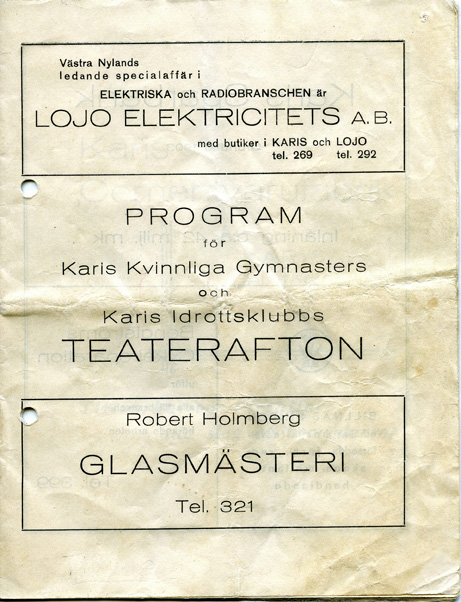 Västra Nylands
ledande specialaffär i
ELEKTRISKA och RADIOBRANSCHEN är
LOJO ELEKTRICITETS A.B.
med butiker i KARIS och LOJO
tel. 269 tel. 292
PROGRAM
för
Karis Kvinnliga Gymnasters
och
Karis Idrottsklubbs
TEATERAFTON
Robert Holmberg
GLASMÄSTERI
Tel. 321